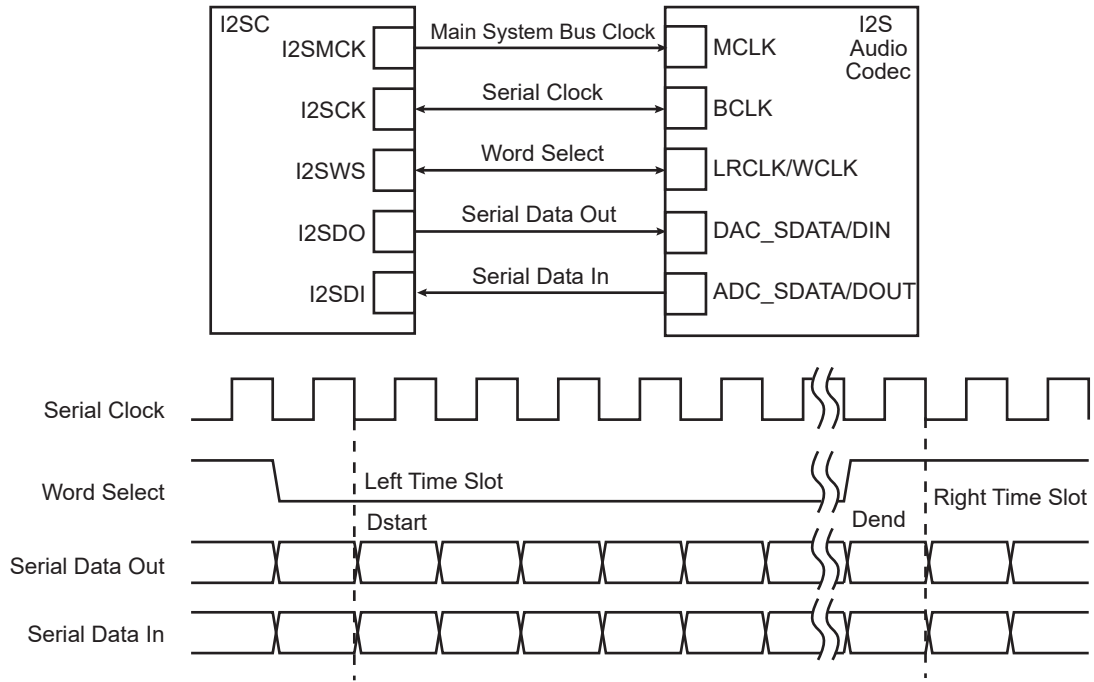 I2SC
I2S
Audio
Codec
I2SMCK
Main System Bus Clock
MCLK
I2SCK
Serial Clock
BCLK
I2SWS
Word Select
LRCLK/WCLK
I2SDO
Serial Data Out
DAC_SDATA/DIN
I2SDI
Serial Data In
ADC_SDATA/DOUT
Serial Clock
Word Select
Left Time Slot
Right Time Slot
Dstart
Dend
Serial Data Out
Serial Data In